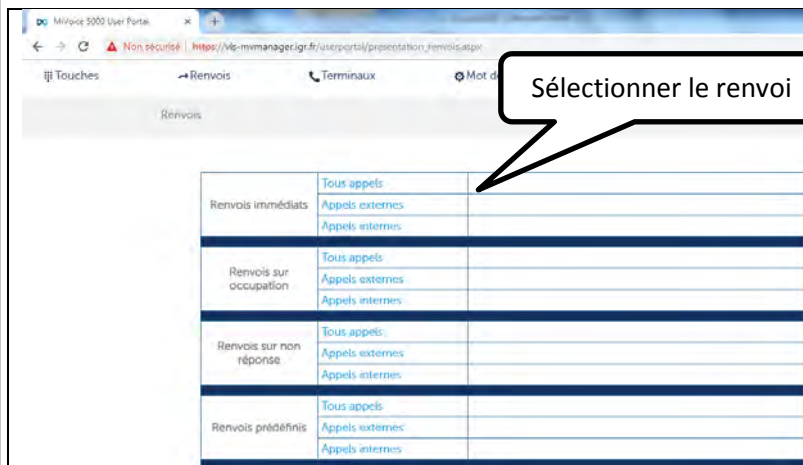 MiVoice 5000 User Portal
Non sécurisé | https://vls-mvmanager.igr.fr/userportal/presentation_renvois.aspx
Touches Renvois Terminaux Mot d
Sélectionner le renvoi
Renvois
Renvois immédiats
Tous appels
Appels externes
Appels internes
Renvois sur
occupation
Tous appels
Appels externes
Appels internes
Renvois sur non
réponse
Tous appels
Appels externes
Appels internes
Renvois prédéfinis
Tous appels
Appels externes
Appels internes